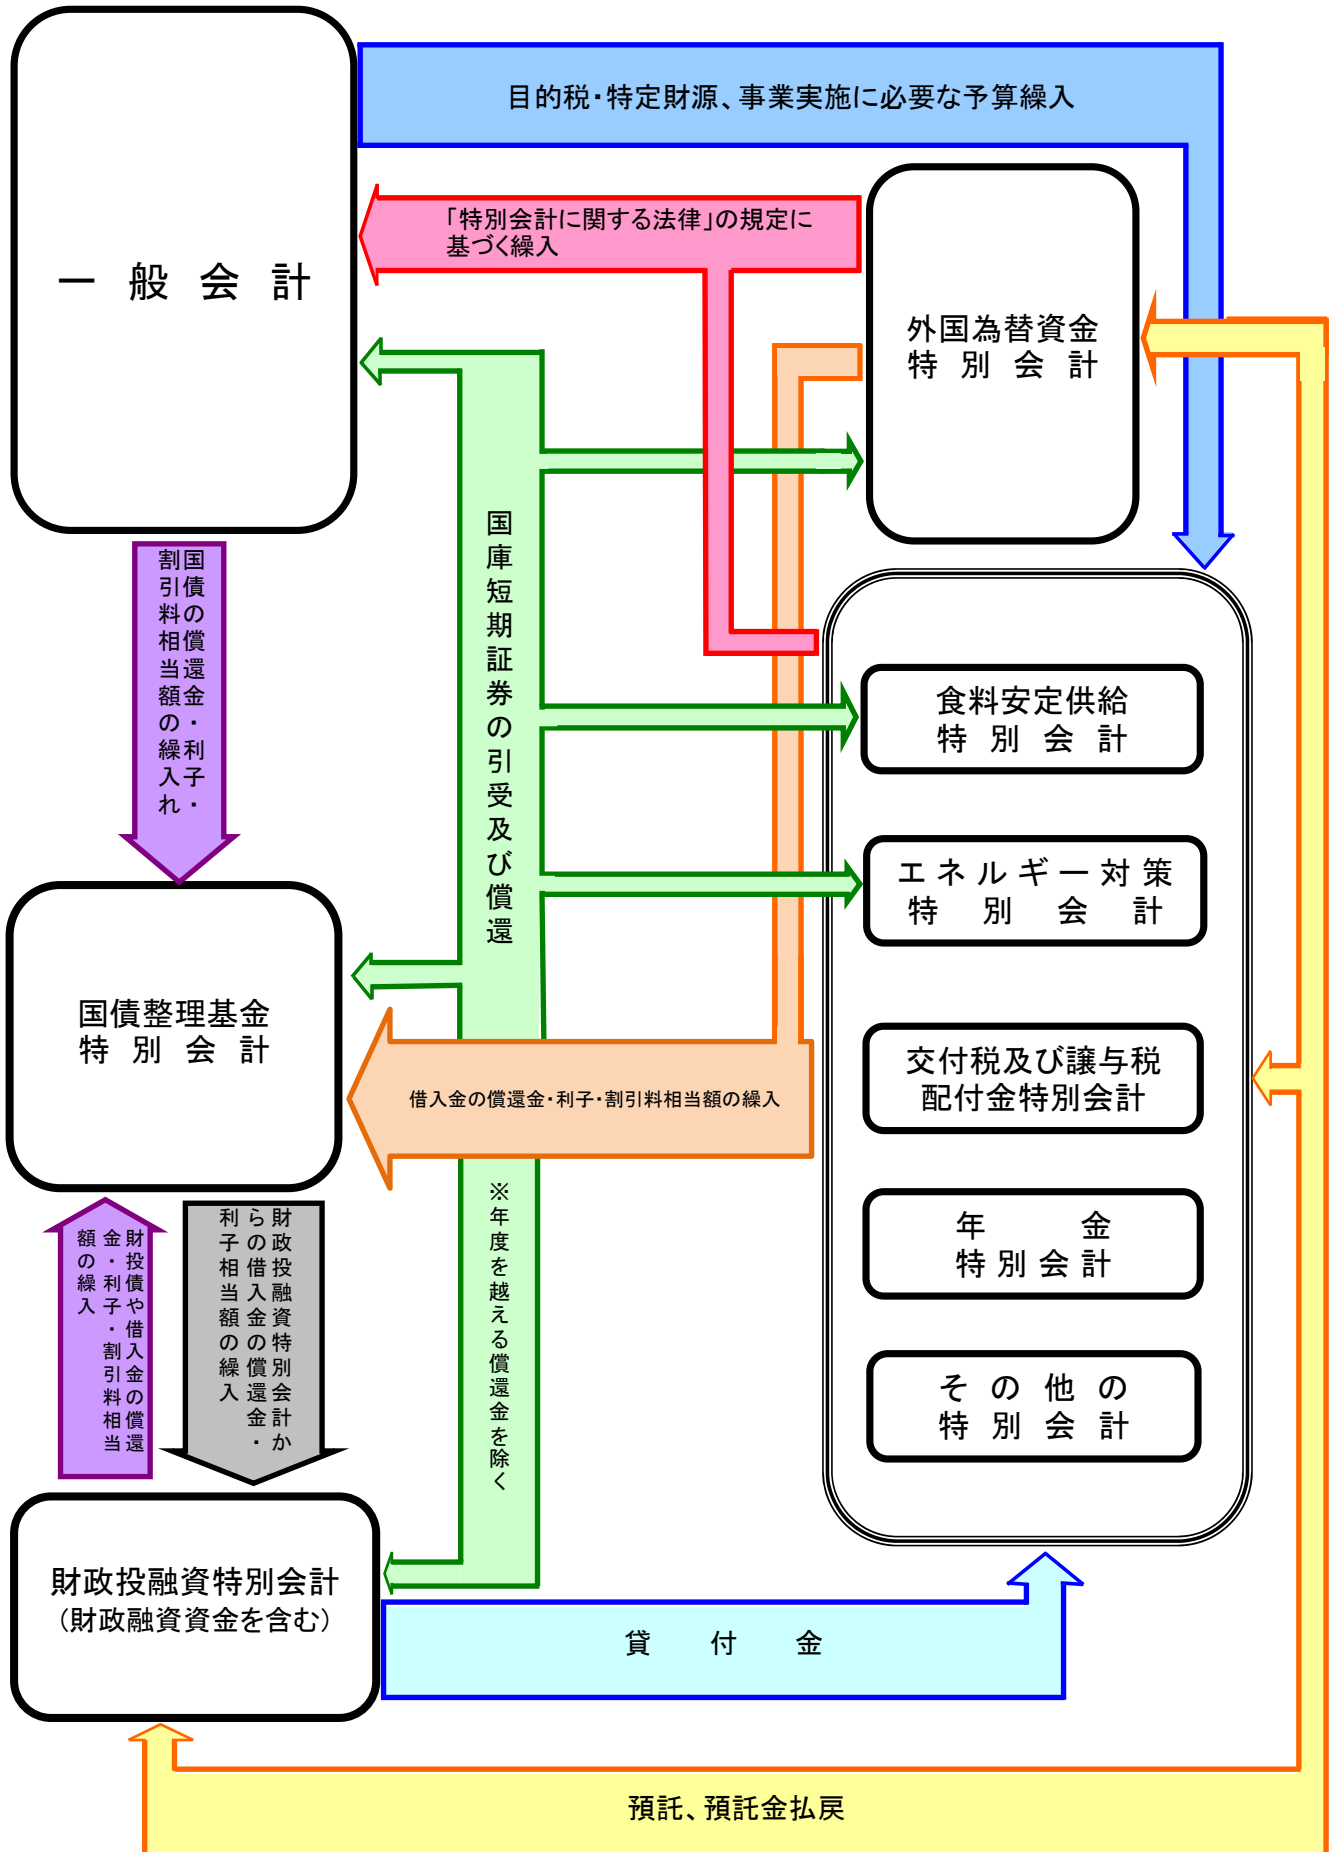 目的税・特定財源、事業実施に必要な予算繰入
「特別会計に関する法律」の規定に
基づく繰入
一般会計
外国為替資金
特別会計
国債の償還金・利子・
割引料相当額の繰入れ
国庫短期証券の引受及び償還
食料安定供給
特別会計
エネルギー対策
特別会計
国債整理基金
特別会計
交付税及び譲与税
配付金特別会計
借入金の償還金・利子・割引料相当額の繰入
※年度を越える償還金を除く
年金
特別会計
財投債や借入金の償還
金・利子・割引料相当
額の繰入
財政投融資特別会計か
らの借入金の償還金・
利子相当額の繰入
その他の
特別会計
財政投融資特別会計
（財政融資資金を含む）
貸付金
預託、預託金払戻